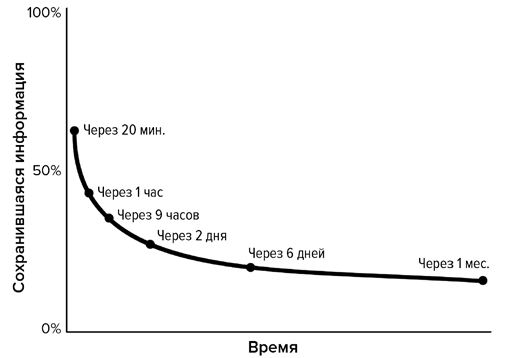 100%
Сохранившаяся информация
Через 20 мин.
50%
Через 1 час
Через 9 часов
Через 2 дня
Через 6 дней
Через 1 мес.
0%
Время